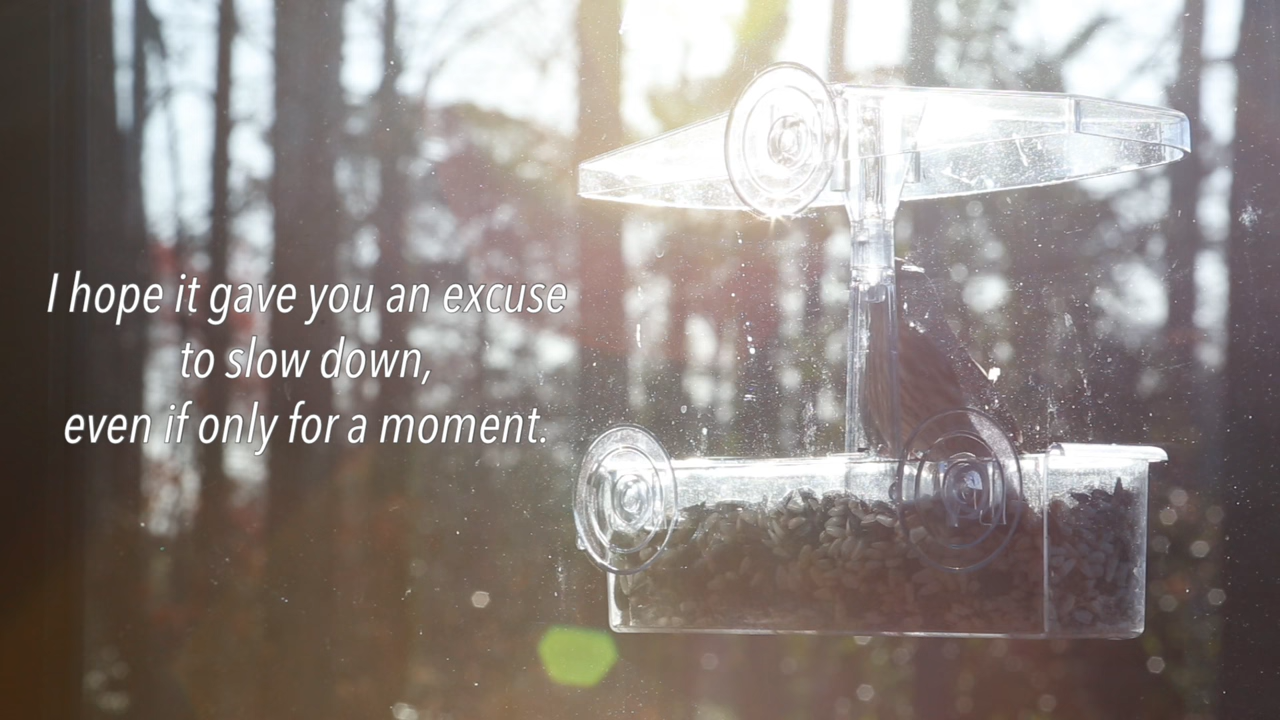 I hope it gave you an excuse
to slow down,
even if only for a moment.